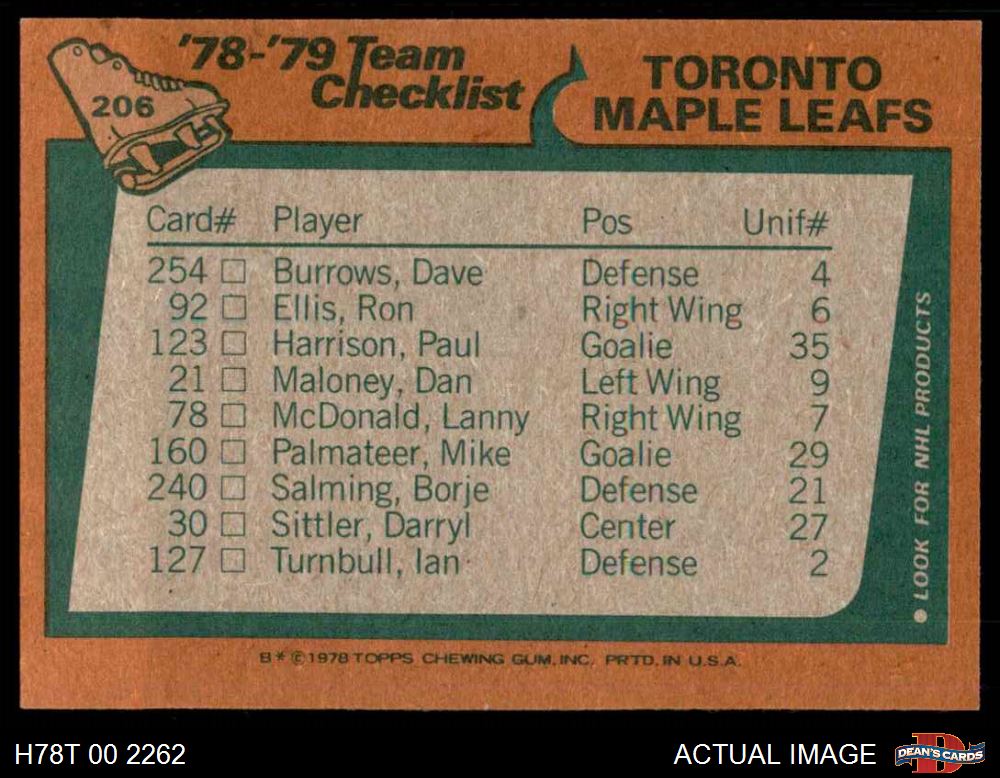 206
'78-'79 Team
Checklist
TORONTO
MAPLE LEAFS
Card# Player Pos Unif#
254 □ Burrows, Dave Defense 4
92 □ Ellis, Ron Right Wing 6
123 □ Harrison, Paul Goalie 35
21 □ Maloney, Dan Left Wing 9
78 □ McDonald, Lanny Right Wing 7
160 □ Palmateer, Mike Goalie 29
240 □ Salming, Borje Defense 21
30 □ Sittler, Darryl Center 27
127 □ Turnbull, Ian Defense 2
● LOOK FOR NHL PRODUCTS
B* © 1978 TOPPS CHEWING GUM, INC. PRTD. IN U.S.A.
H78T 00 2262
ACTUAL IMAGE
DEAN'S CARDS